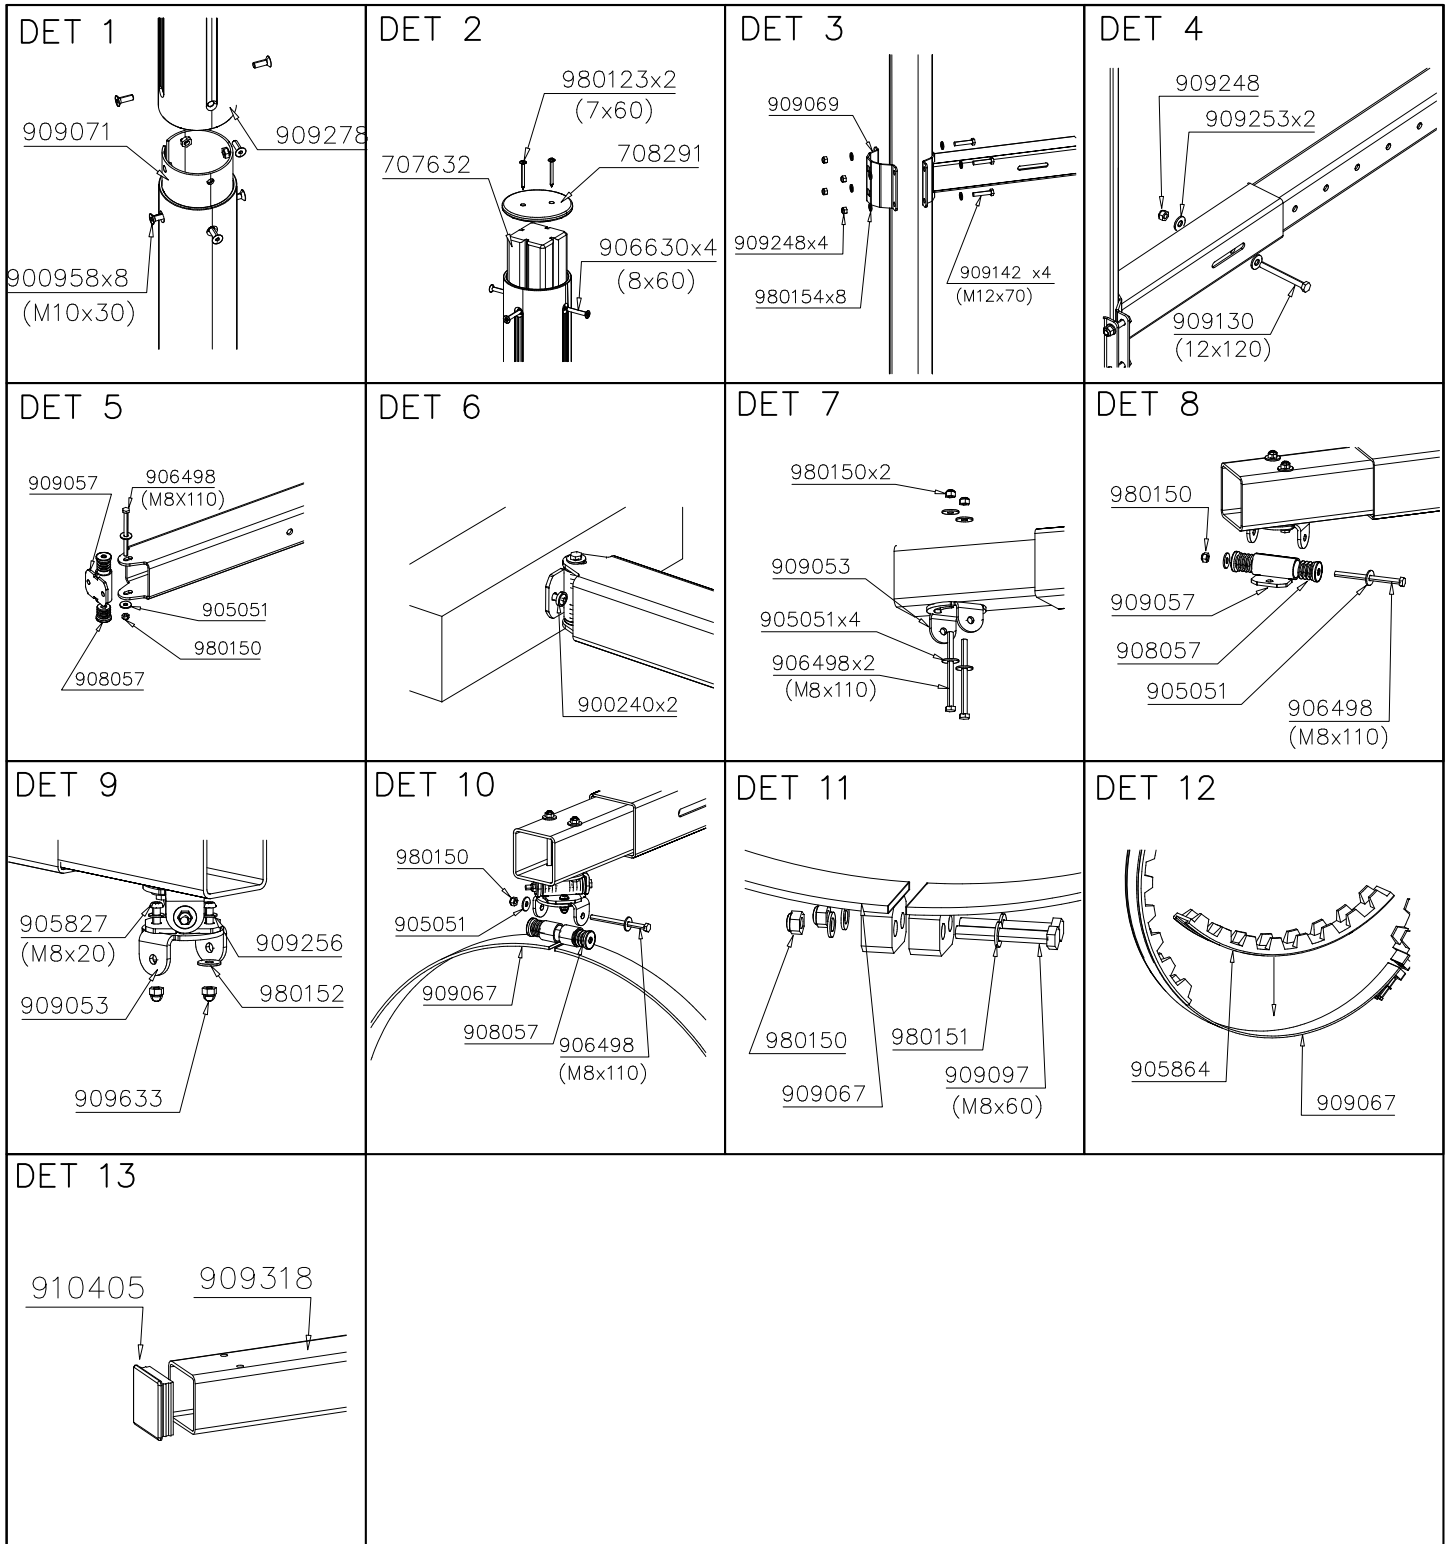 DET 1
909071
909278
900958x8
(M10x30)
DET 2
980123x2
(7x60)
707632
708291
906630x4
(8x60)
DET 3
909069
909248x4
980154x8
909142 x4
(M12x70)
DET 4
909248
909253x2
909130
(12x120)
DET 5
909057
906498
(M8X110)
905051
980150
908057
DET 6
900240x2
DET 7
980150x2
909053
905051x4
906498x2
(M8x110)
DET 8
980150
909057
908057
905051
906498
(M8x110)
DET 9
905827
(M8x20)
909256
909053
980152
909633
DET 10
980150
905051
909067
908057
906498
(M8x110)
DET 11
980150
980151
909067
909097
(M8x60)
DET 12
905864
909067
DET 13
910405
909318